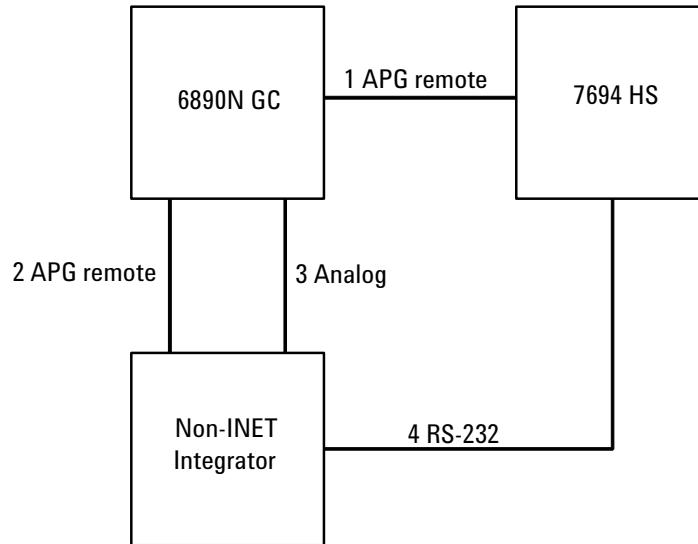 6890N GC
1 APG remote
7694 HS
2 APG remote
3 Analog
Non-INET
Integrator
4 RS-232